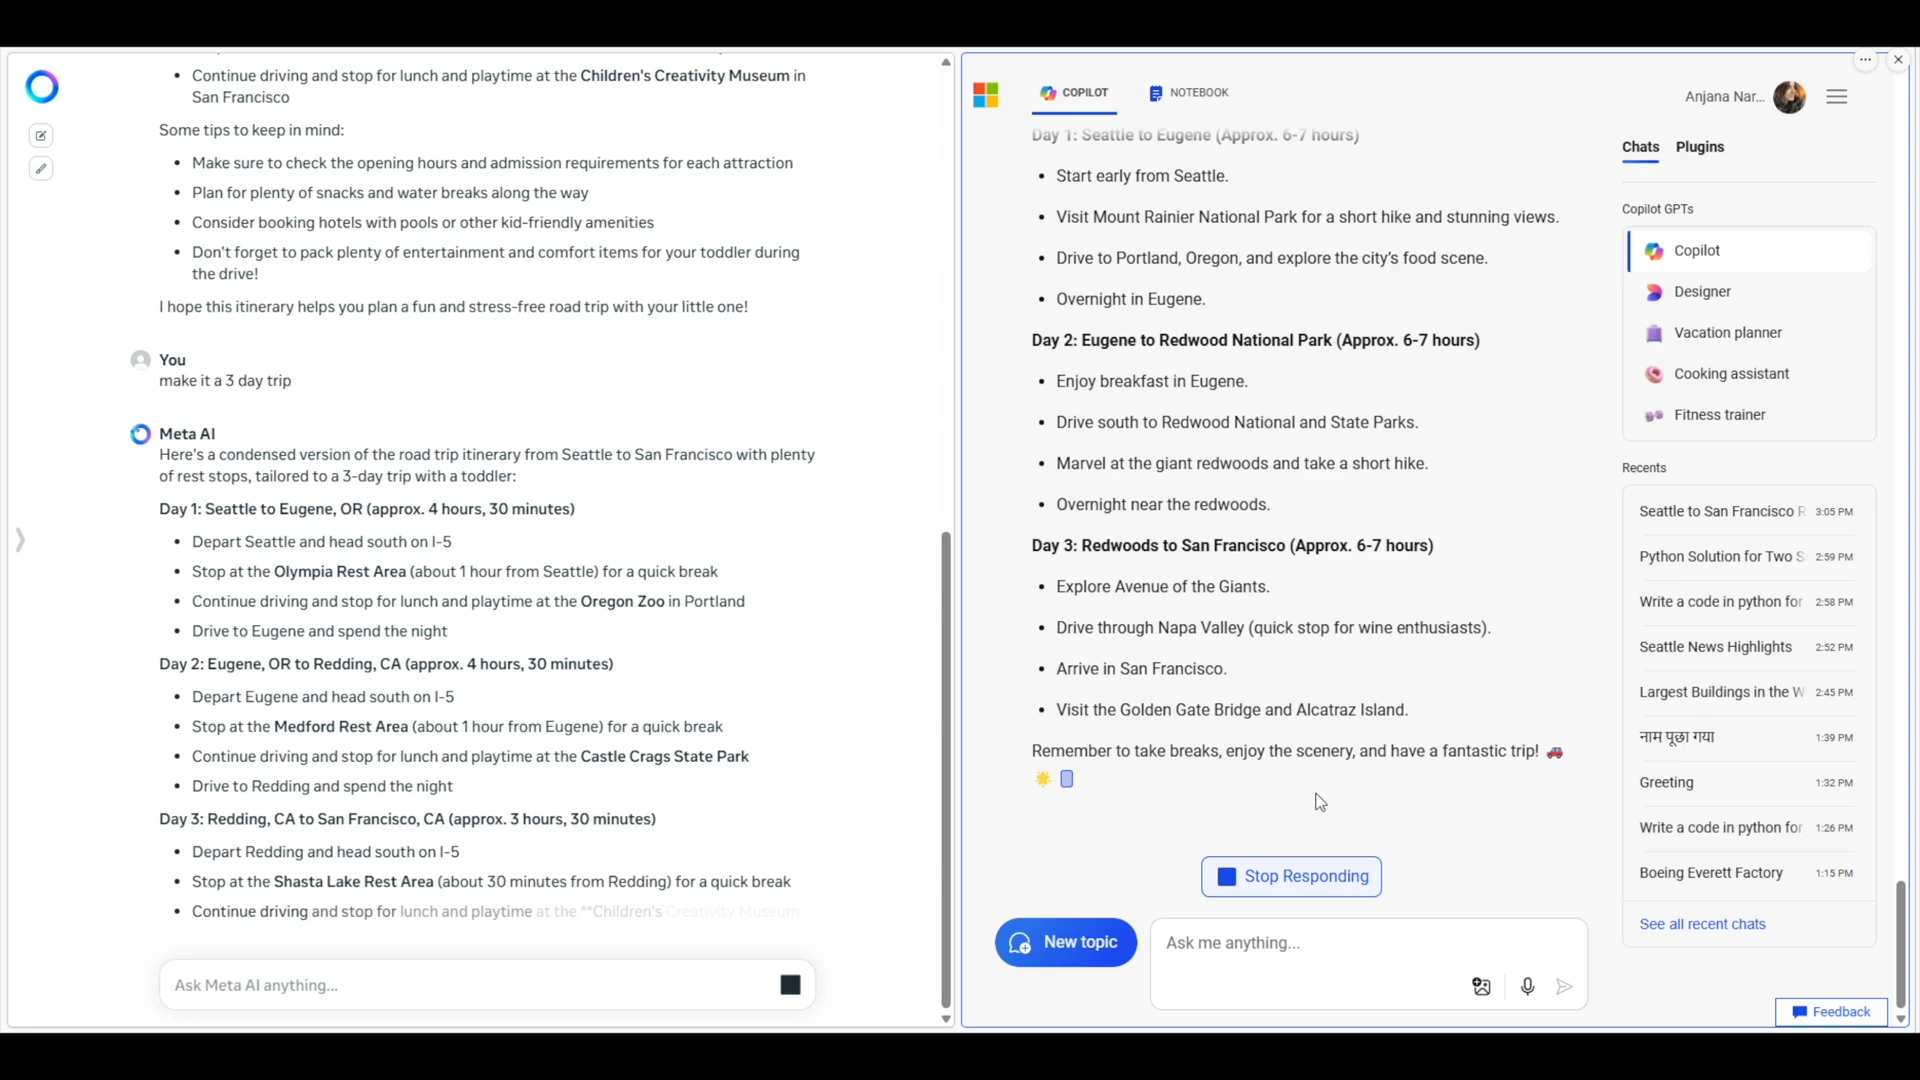 Continue driving and stop for lunch and playtime at the Children's Creativity Museum in
San Francisco
Some tips to keep in mind:
Make sure to check the opening hours and admission requirements for each attraction
Plan for plenty of snacks and water breaks along the way
Consider booking hotels with pools or other kid-friendly amenities
Don't forget to pack plenty of entertainment and comfort items for your toddler during
the drive!
I hope this itinerary helps you plan a fun and stress-free road trip with your little one!
You
make it a 3 day trip
Meta AI
Here's a condensed version of the road trip itinerary from Seattle to San Francisco with plenty
of rest stops, tailored to a 3-day trip with a toddler:
Day 1: Seattle to Eugene, OR (approx. 4 hours, 30 minutes)
Depart Seattle and head south on I-5
Stop at the Olympia Rest Area (about 1 hour from Seattle) for a quick break
Continue driving and stop for lunch and playtime at the Oregon Zoo in Portland
Drive to Eugene and spend the night
Day 2: Eugene, OR to Redding, CA (approx. 4 hours, 30 minutes)
Depart Eugene and head south on I-5
Stop at the Medford Rest Area (about 1 hour from Eugene) for a quick break
Continue driving and stop for lunch and playtime at the Castle Crags State Park
Drive to Redding and spend the night
Day 3: Redding, CA to San Francisco, CA (approx. 3 hours, 30 minutes)
Depart Redding and head south on I-5
Stop at the Shasta Lake Rest Area (about 30 minutes from Redding) for a quick break
Continue driving and stop for lunch and playtime at the **Children's Creativity Museum
Ask Meta AI anything...
COPILOT
NOTEBOOK
Day 1: Seattle to Eugene (Approx. 6-7 hours)
Start early from Seattle.
Visit Mount Rainier National Park for a short hike and stunning views.
Drive to Portland, Oregon, and explore the city's food scene.
Overnight in Eugene.
Day 2: Eugene to Redwood National Park (Approx. 6-7 hours)
Enjoy breakfast in Eugene.
Drive south to Redwood National and State Parks.
Marvel at the giant redwoods and take a short hike.
Overnight near the redwoods.
Day 3: Redwoods to San Francisco (Approx. 6-7 hours)
Explore Avenue of the Giants.
Drive through Napa Valley (quick stop for wine enthusiasts).
Arrive in San Francisco.
Visit the Golden Gate Bridge and Alcatraz Island.
Remember to take breaks, enjoy the scenery, and have a fantastic trip! 🚗
🌟
Stop Responding
New topic
Ask me anything...
Anjana Nar...
Chats Plugins
Copilot GPTs
Copilot
Designer
Vacation planner
Cooking assistant
Fitness trainer
Recents
Seattle to San Francisco R 3:05 PM
Python Solution for Two S 2:59 PM
Write a code in python for 2:58 PM
Seattle News Highlights 2:52 PM
Largest Buildings in the W 2:45 PM
नाम पूछा गया 1:39 PM
Greeting 1:32 PM
Write a code in python for 1:26 PM
Boeing Everett Factory 1:15 PM
See all recent chats
Feedback